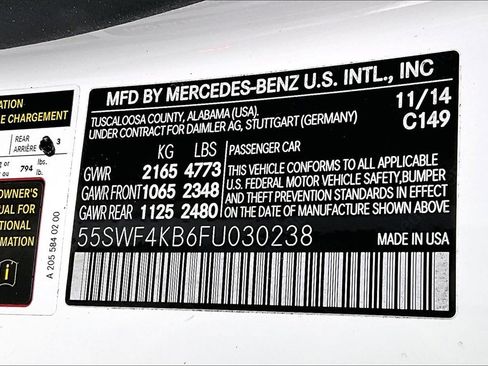 ATION
E CHARGEMENT
REAR
ARRIÈRE
3
794 lbs.
lb.
OWNER'S
UAL FOR
TIONAL
RMATION
i
A 205 584 02 00
MFD BY MERCEDES-BENZ U.S. INTL., INC
TUSCALOOSA COUNTY, ALABAMA (USA). 11/14
UNDER CONTRACT FOR DAIMLER AG, STUTTGART (GERMANY) C149
KG LBS PASSENGER CAR
GVWR 2165 4773
GAWR FRONT 1065 2348
GAWR REAR 1125 2480
THIS VEHICLE CONFORMS TO ALL APPLICABLE
U.S. FEDERAL MOTOR VEHICLE SAFETY,BUMPER
AND THEFT PREVENTION STANDARDS IN EFFECT
ON THE DATE OF MANUFACTURE SHOWN ABOVE
55SWF4KB6FU030238 MADE IN USA